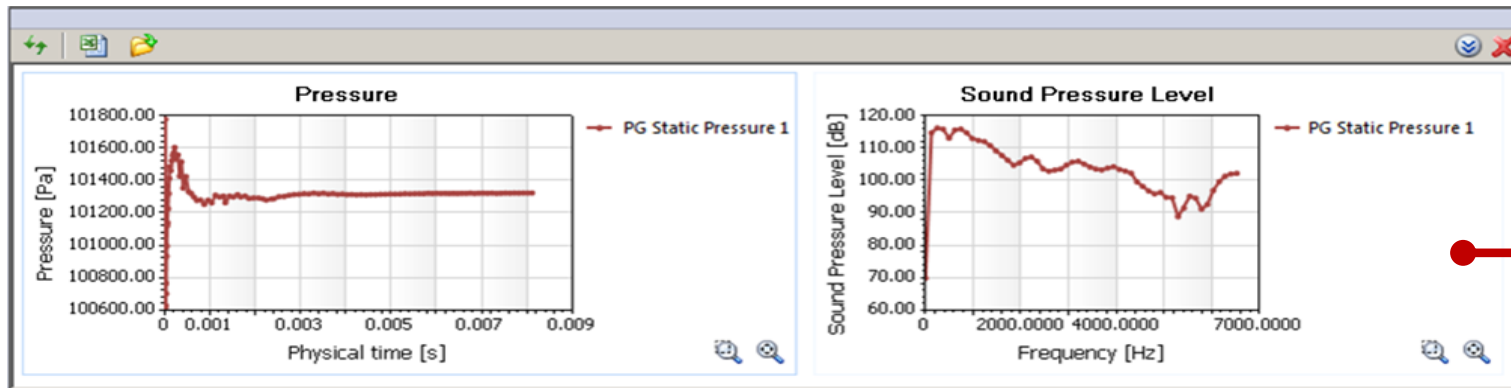 Pressure
101800.00
101600.00
101400.00
101200.00
101000.00
100800.00
100600.00
Pressure [Pa]
0 0.001 0.003 0.005 0.007 0.009
Physical time [s]
PG Static Pressure 1
Sound Pressure Level
120.00
110.00
100.00
90.00
80.00
70.00
60.00
Sound Pressure Level [dB]
0 2000.0000 4000.0000 7000.0000
Frequency [Hz]
PG Static Pressure 1